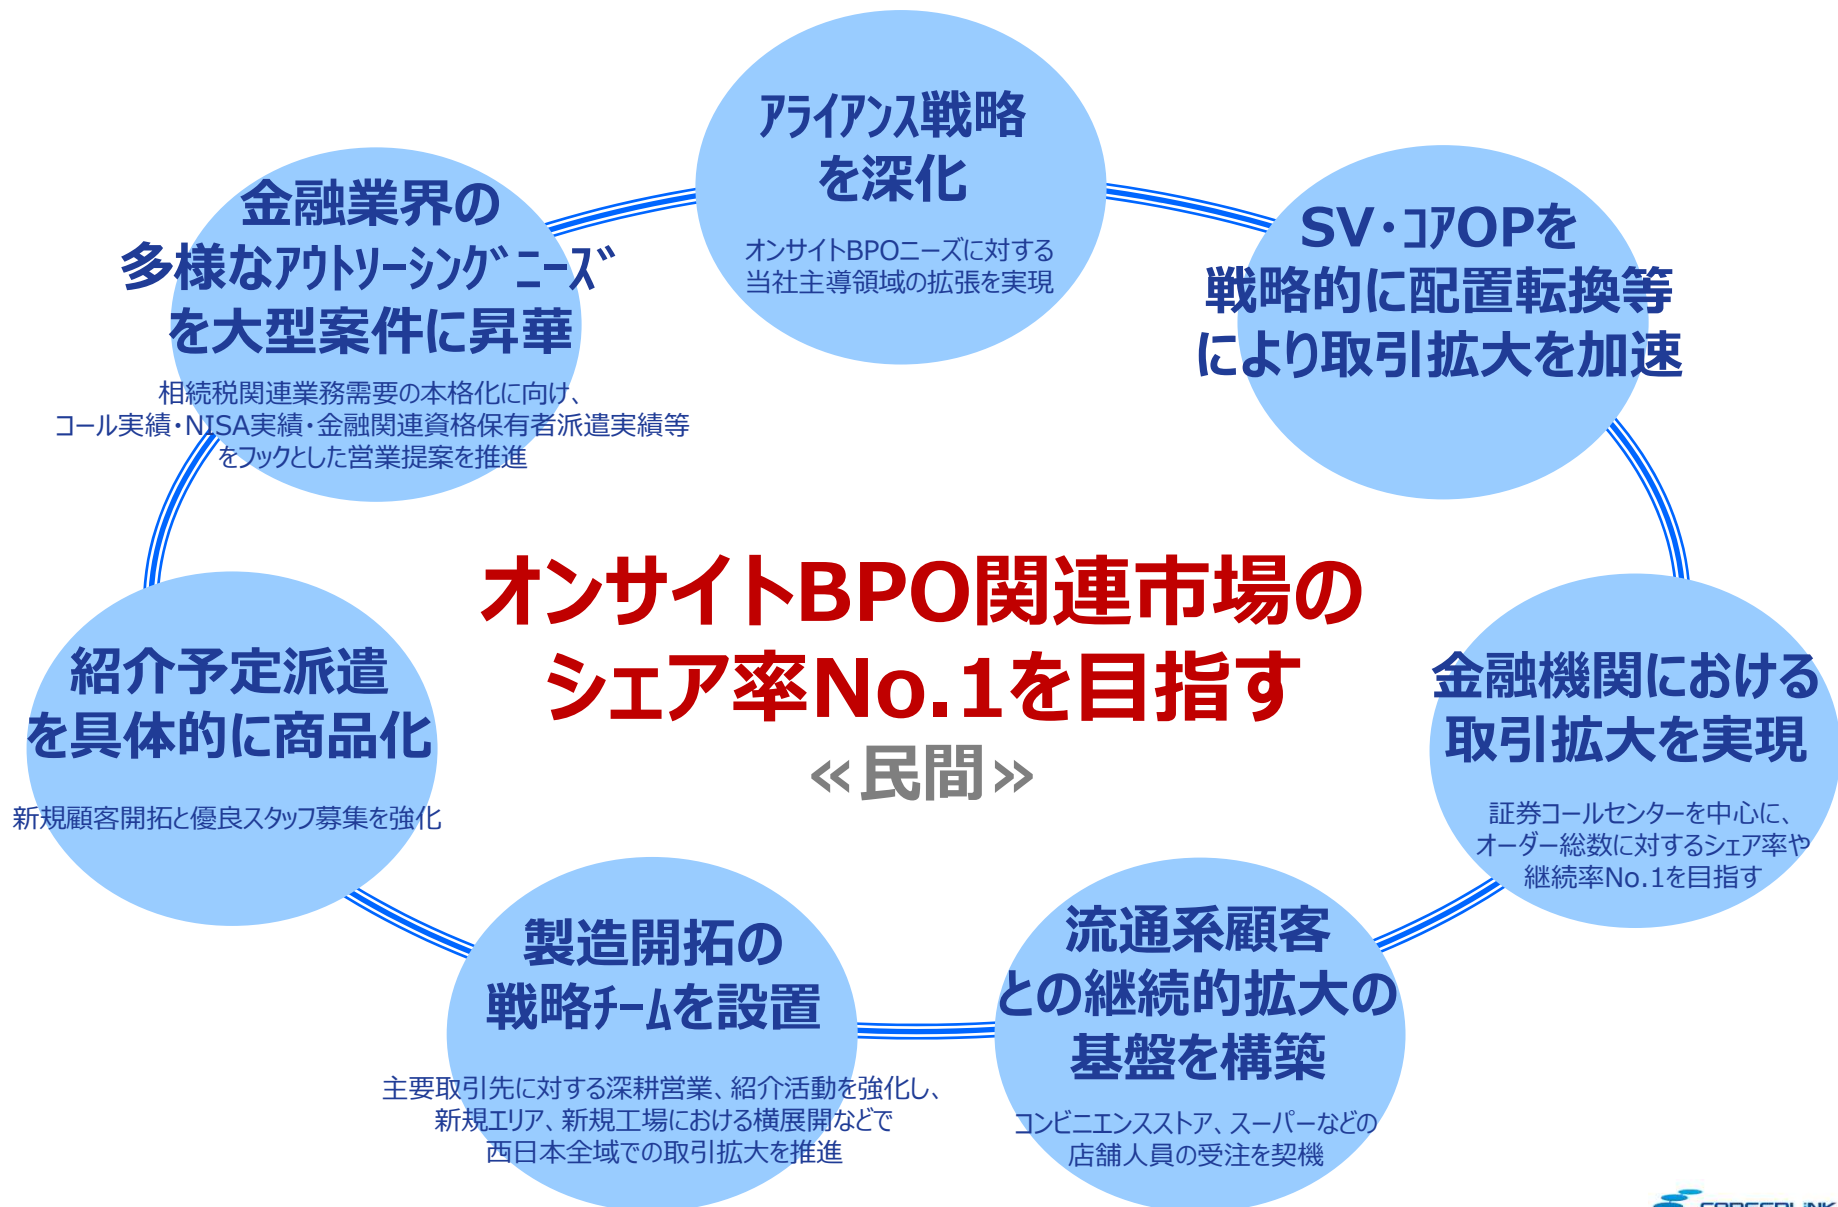 アライアンス戦略
を深化
オンサイトBPOニーズに対する
当社主導領域の拡張を実現
SV・コアOPを
戦略的に配置転換等
により取引拡大を加速
金融機関における
取引拡大を実現
証券コールセンターを中心に、
オーダー総数に対するシェア率や
継続率No.1を目指す
流通系顧客
との継続的拡大の
基盤を構築
コンビニエンスストア、スーパーなどの
店舗人員の受注を契機
製造開拓の
戦略チームを設置
主要取引先に対する深耕営業、紹介活動を強化し、
新規エリア、新規工場における横展開などで
西日本全域での取引拡大を推進
紹介予定派遣
を具体的に商品化
新規顧客開拓と優良スタッフ募集を強化
金融業界の
多様なアウトソーシングニーズ
を大型案件に昇華
相続税関連業務需要の本格化に向け、
コール実績・NISA実績・金融関連資格保有者派遣実績等
をフックとした営業提案を推進
オンサイトBPO関連市場の
シェア率No.1を目指す
≪民間≫